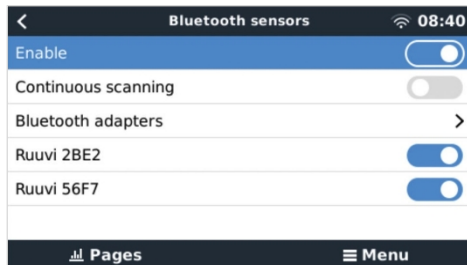 Bluetooth sensors 08:40
Enable
Continuous scanning
Bluetooth adapters
Ruuvi 2BE2
Ruuvi 56F7
Pages Menu